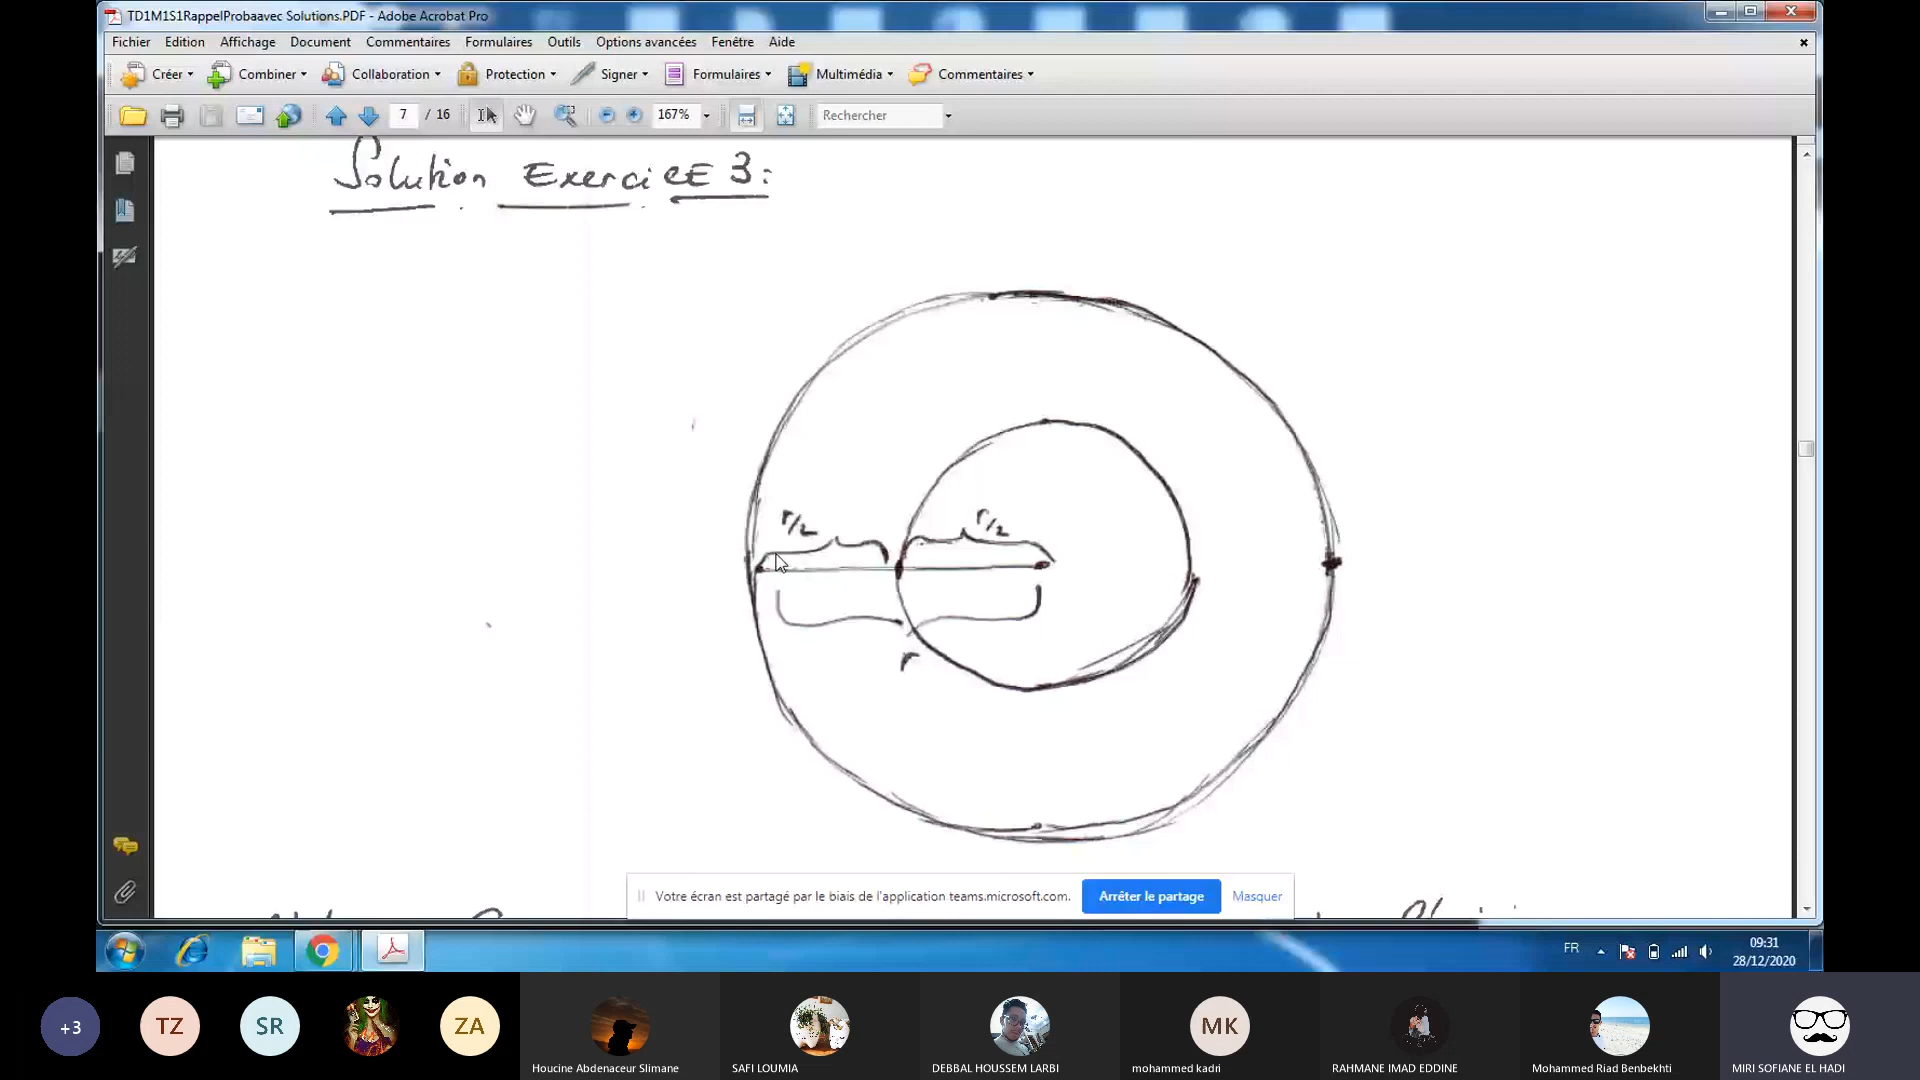 TD1M1S1RappelProbaavec Solutions.PDF - Adobe Acrobat Pro
Fichier Edition Affichage Document Commentaires Formulaires Outils Options avancées Fenêtre Aide
Créer Combiner Collaboration Protection Signer Formulaires Multimédia Commentaires
7 / 16 167% Rechercher
Solution Exercice 3:
r/2 r/2
r
Votre écran est partagé par le biais de l'application teams.microsoft.com. Arrêter le partage Masquer
FR 09:31
28/12/2020
+3 TZ SR ZA MK
Houcine Abdenaceur Slimane SAFI LOUMIA DEBBAL HOUSSEM LARBI mohammed kadri RAHMANE IMAD EDDINE Mohammed Riad Benbekhti MIRI SOFIANE EL HADI